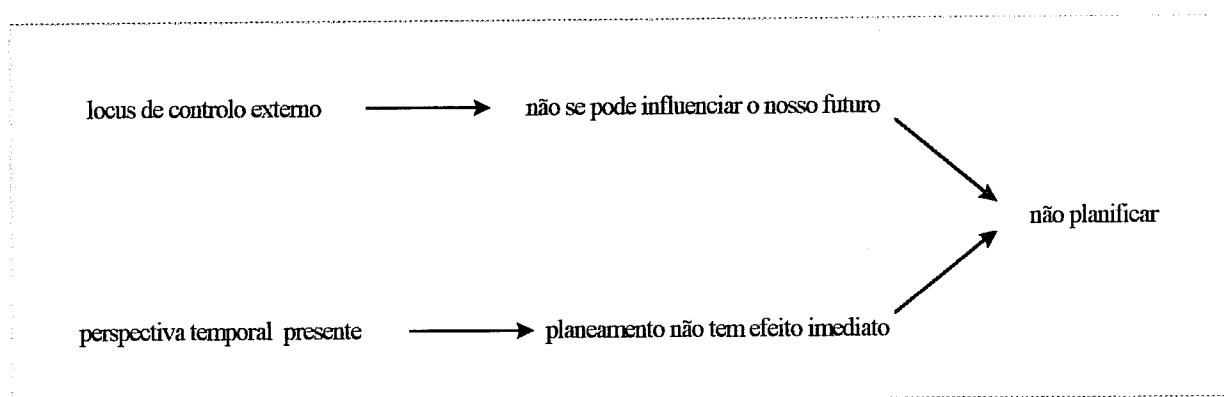 locus de controlo externo
não se pode influenciar o nosso futuro
não planificar
perspectiva temporal presente
planeamento não tem efeito imediato